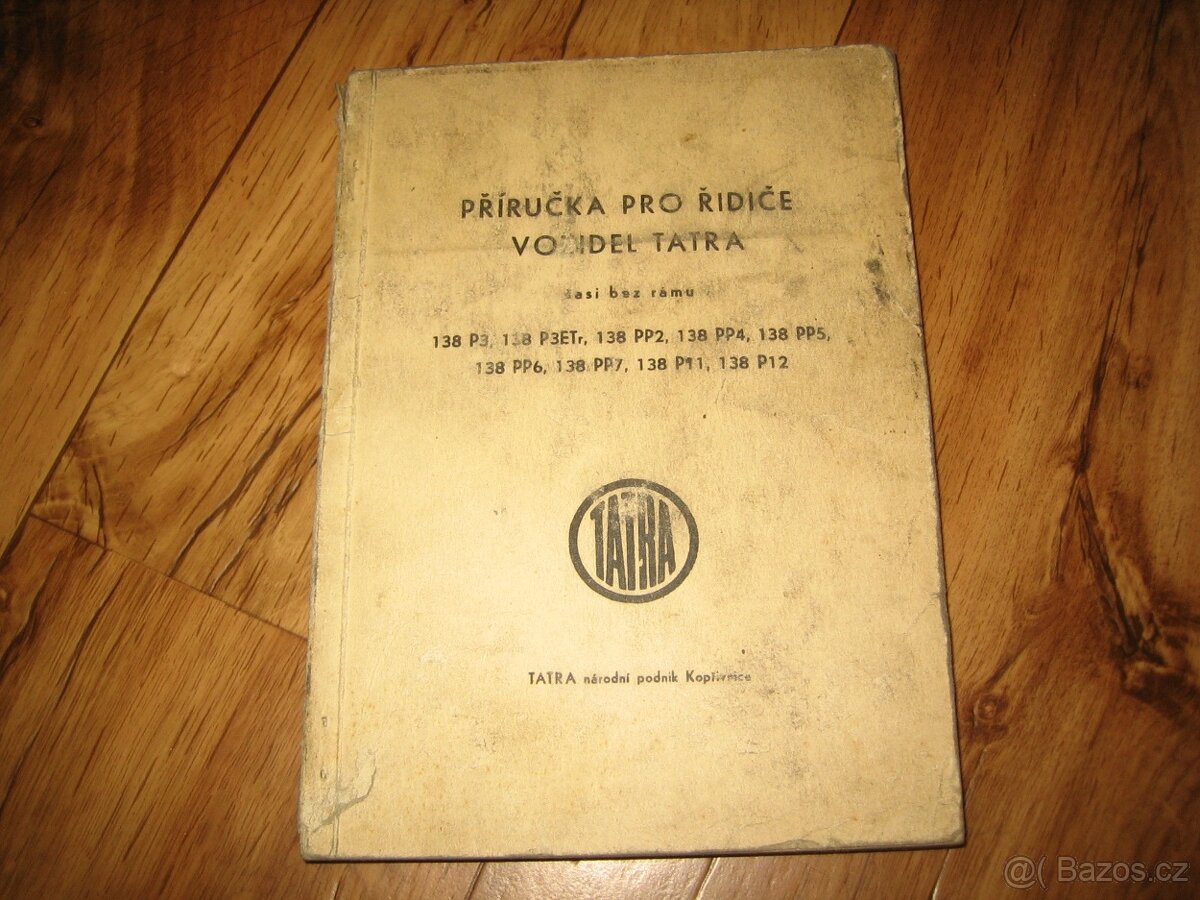 PŘÍRUČKA PRO ŘIDIČE
VOZIDEL TATRA
šasi bez rámu
138 P3, 138 P3ETr, 138 PP2, 138 PP4, 138 PP5,
138 PP6, 138 PP7, 138 P11, 138 P12
TATRA
TATRA národní podnik Kopřivnice
@( Bazos.cz